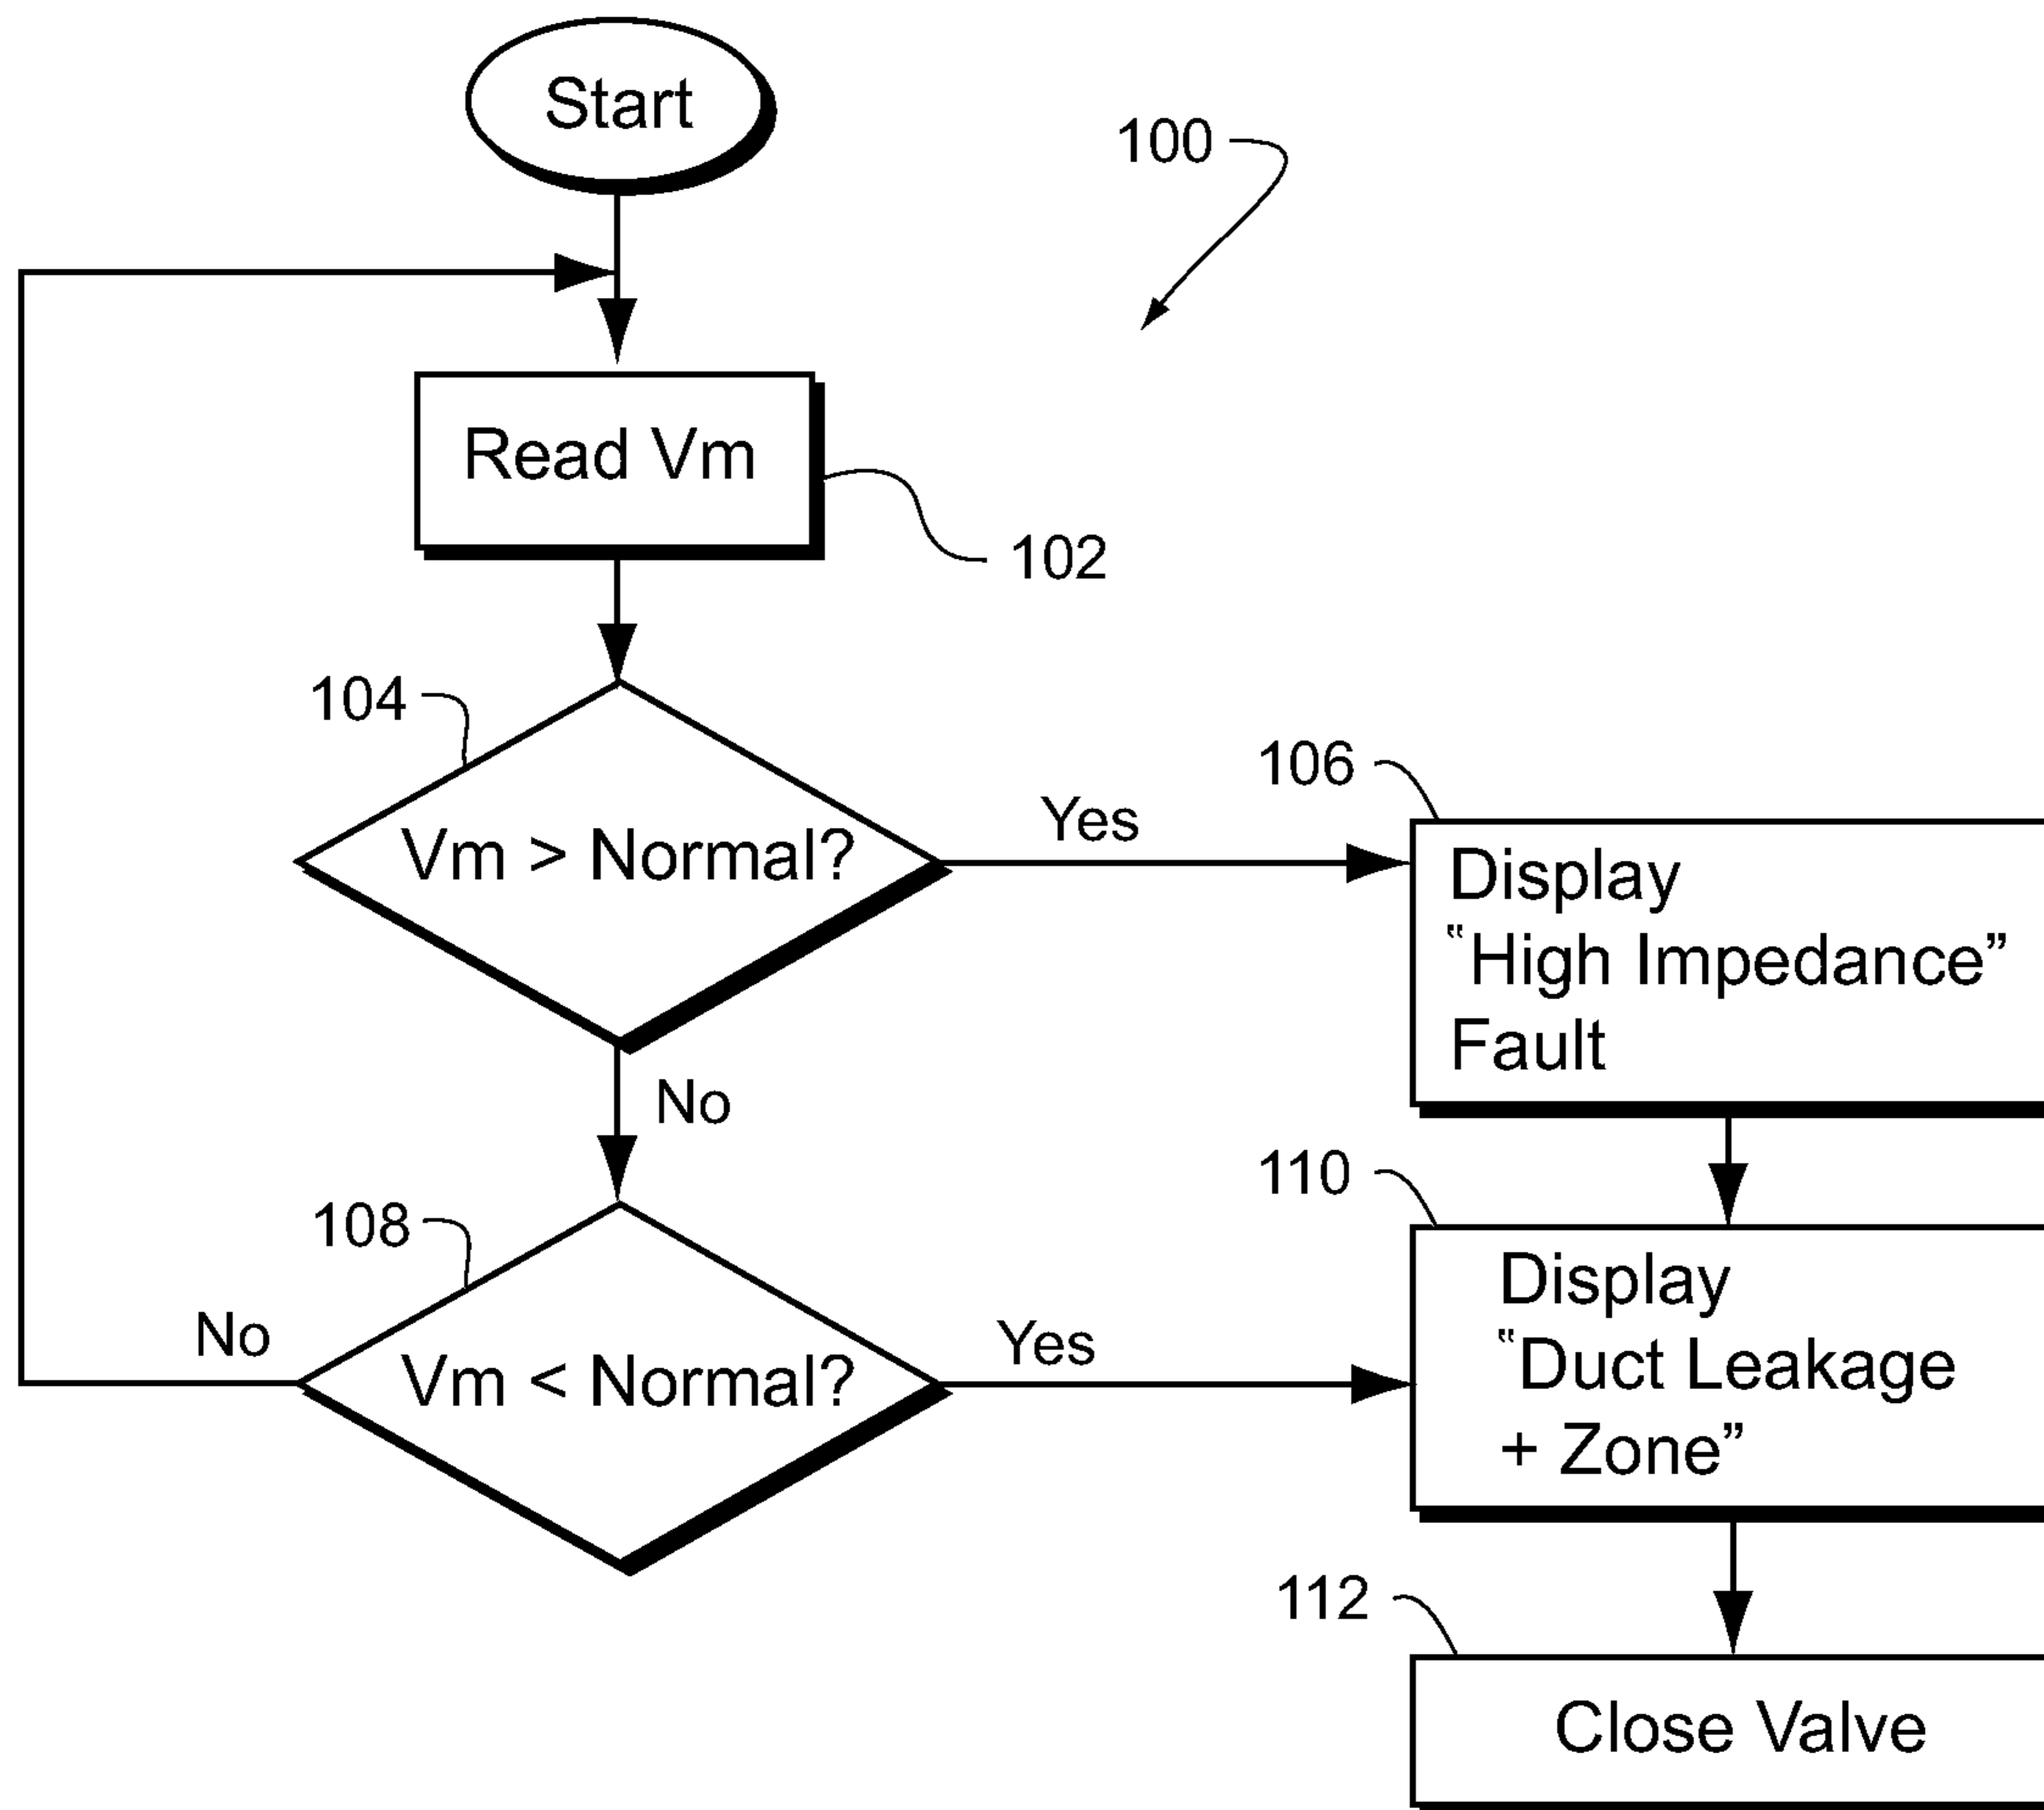 Start
100
Read Vm
102
104
Vm > Normal?
Yes
106
Display
“High Impedance”
Fault
No
108
Vm < Normal?
No
Yes
110
Display
“Duct Leakage
+ Zone”
112
Close Valve